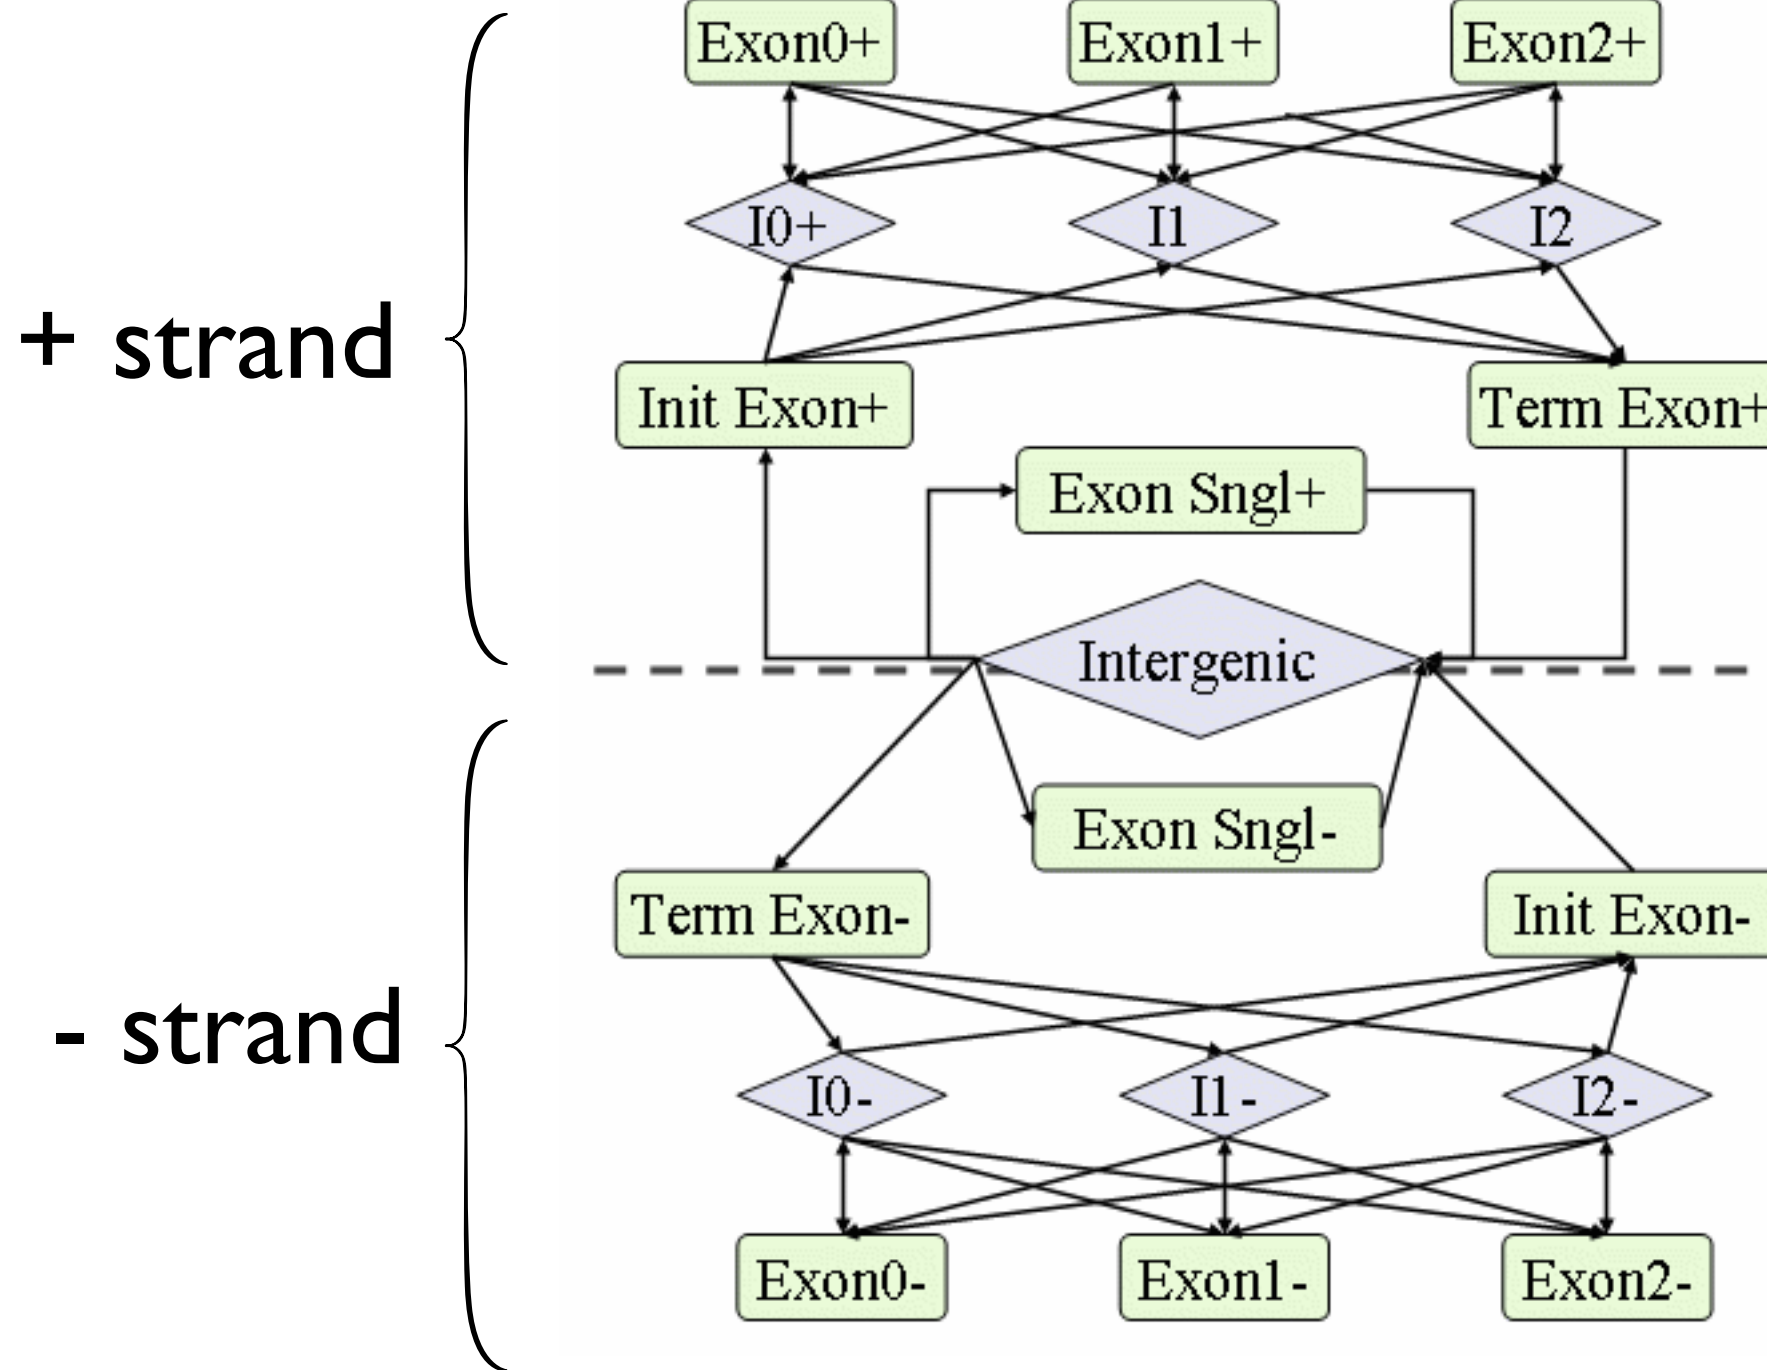 Exon0+ Exon1+ Exon2+
I0+ I1 I2
+ strand
Init Exon+ Term Exon+
Exon Sngl+
Intergenic
Exon Sngl-
Term Exon- Init Exon-
- strand
I0- I1- I2-
Exon0- Exon1- Exon2-